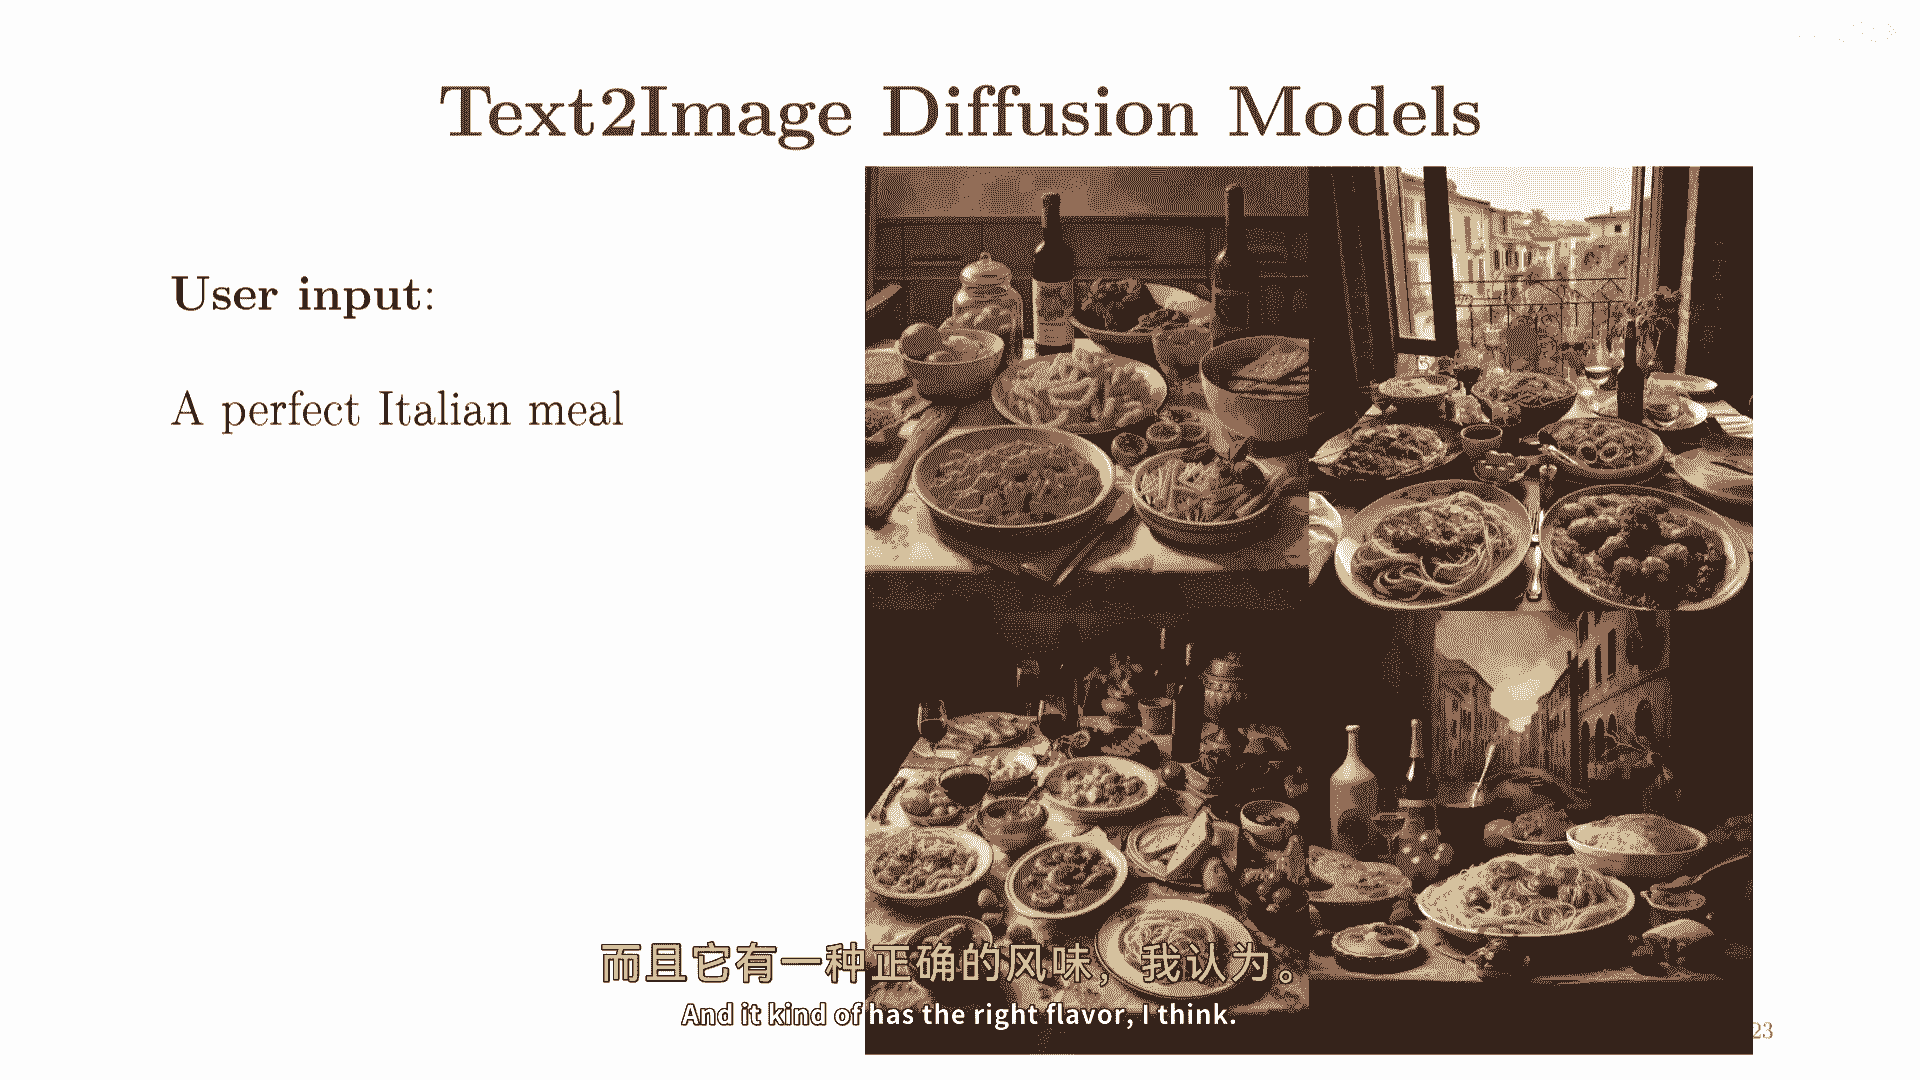 Text2Image Diffusion Models
User input:
A perfect Italian meal
而且它有一种正确的风味，我认为。
And it kind of has the right flavor, I think.
23